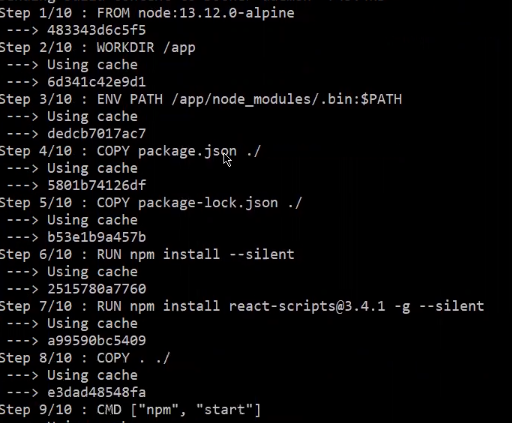 Step 1/10 : FROM node:13.12.0-alpine
---> 483343d6c5f5
Step 2/10 : WORKDIR /app
---> Using cache
---> 6d341c42e9d1
Step 3/10 : ENV PATH /app/node_modules/.bin:$PATH
---> Using cache
---> dedcb7017ac7
Step 4/10 : COPY package.json ./
---> Using cache
---> 5801b74126df
Step 5/10 : COPY package-lock.json ./
---> Using cache
---> b53e1b9a457b
Step 6/10 : RUN npm install --silent
---> Using cache
---> 2515780a7760
Step 7/10 : RUN npm install react-scripts@3.4.1 -g --silent
---> Using cache
---> a99590bc5409
Step 8/10 : COPY . ./
---> Using cache
---> e3dad48548fa
Step 9/10 : CMD ["npm", "start"]